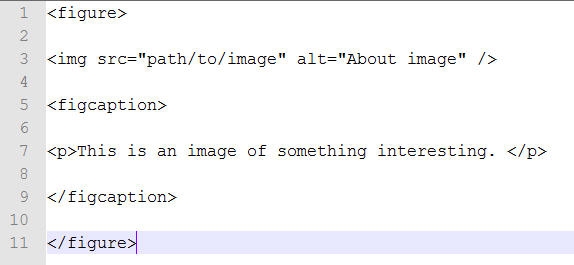 1 <figure>
2
3 <img src="path/to/image" alt="About image" />
4
5 <figcaption>
6
7 <p>This is an image of something interesting. </p>
8
9 </figcaption>
10
11 </figure>